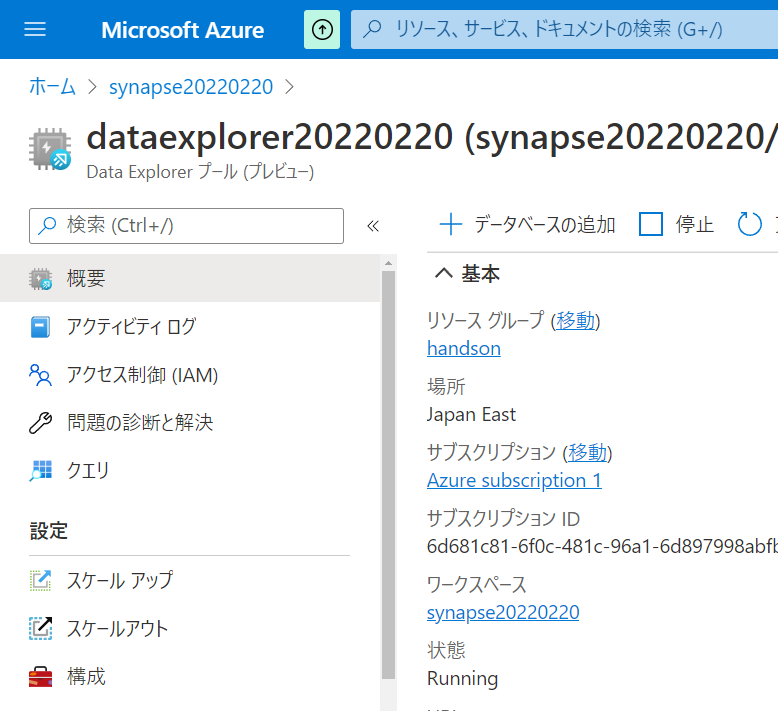 Microsoft Azure
リソース、サービス、ドキュメントの検索 (G+/)
ホーム > synapse20220220 >
dataexplorer20220220 (synapse20220220/
Data Explorer プール (プレビュー)
検索 (Ctrl+/)
«
データベースの追加
停止
概要
アクティビティ ログ
アクセス制御 (IAM)
問題の診断と解決
クエリ
設定
スケール アップ
スケールアウト
構成
基本
リソース グループ (移動)
handson
場所
Japan East
サブスクリプション (移動)
Azure subscription 1
サブスクリプション ID
6d681c81-6f0c-481c-96a1-6d897998abfb
ワークスペース
synapse20220220
状態
Running